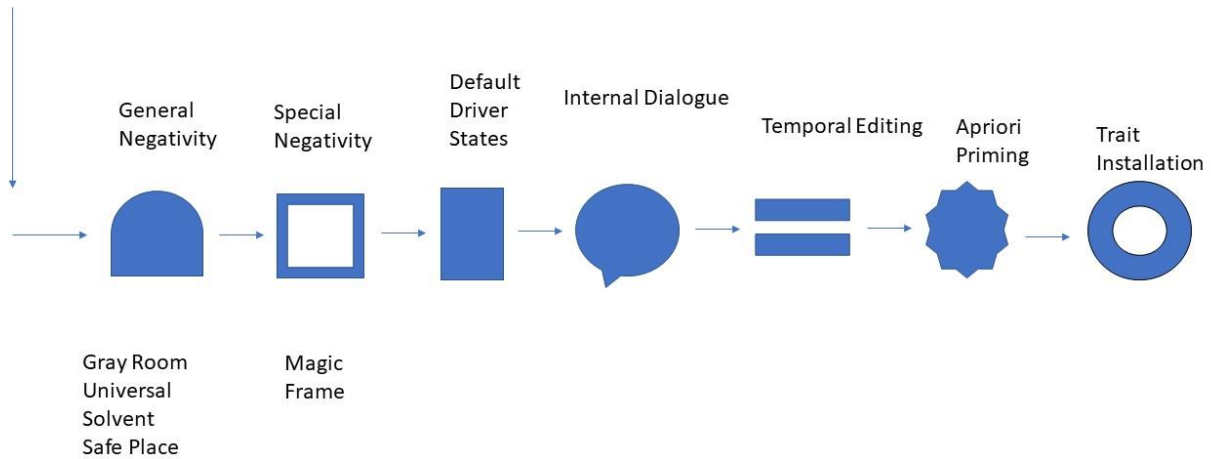 General
Negativity
Special
Negativity
Default
Driver
States
Internal Dialogue
Temporal Editing
Apriori
Priming
Trait
Installation
Gray Room
Universal
Solvent
Safe Place
Magic
Frame